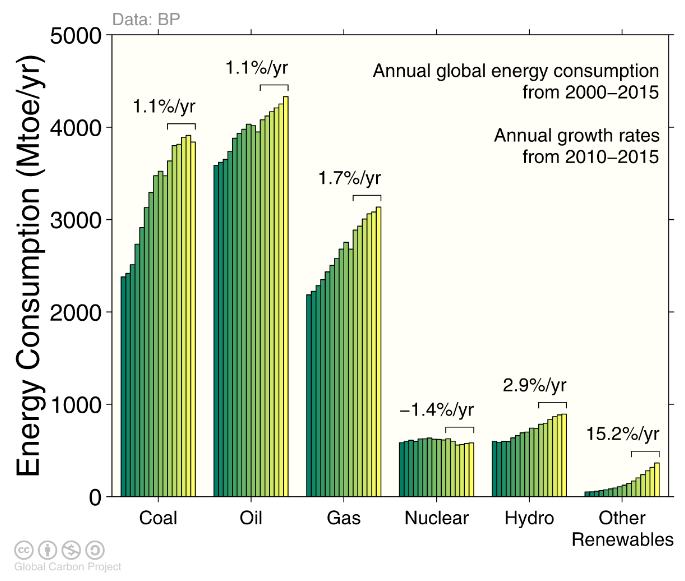 Data: BP
Energy Consumption (Mtoe/yr)
5000
4000
3000
2000
1000
0
Annual global energy consumption
from 2000–2015
Annual growth rates
from 2010–2015
1.1%/yr
1.1%/yr
1.7%/yr
−1.4%/yr
2.9%/yr
15.2%/yr
Coal
Oil
Gas
Nuclear
Hydro
Other
Renewables
cc
Global Carbon Project